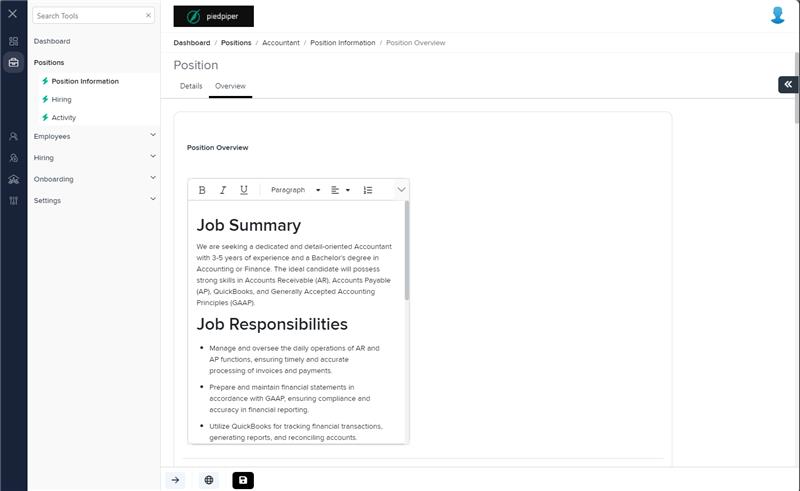 Search Tools
piedpiper
Dashboard
Positions
Position Information
Hiring
Activity
Employees
Hiring
Onboarding
Settings
Dashboard / Positions / Accountant / Position Information / Position Overview
Position
Details Overview
Position Overview
B I U Paragraph
Job Summary
We are seeking a dedicated and detail-oriented Accountant
with 3-5 years of experience and a Bachelor's degree in
Accounting or Finance. The ideal candidate will possess
strong skills in Accounts Receivable (AR), Accounts Payable
(AP), QuickBooks, and Generally Accepted Accounting
Principles (GAAP).
Job Responsibilities
• Manage and oversee the daily operations of AR and
AP functions, ensuring timely and accurate
processing of invoices and payments.
• Prepare and maintain financial statements in
accordance with GAAP, ensuring compliance and
accuracy in financial reporting.
• Utilize QuickBooks for tracking financial transactions,
generating reports, and reconciling accounts.